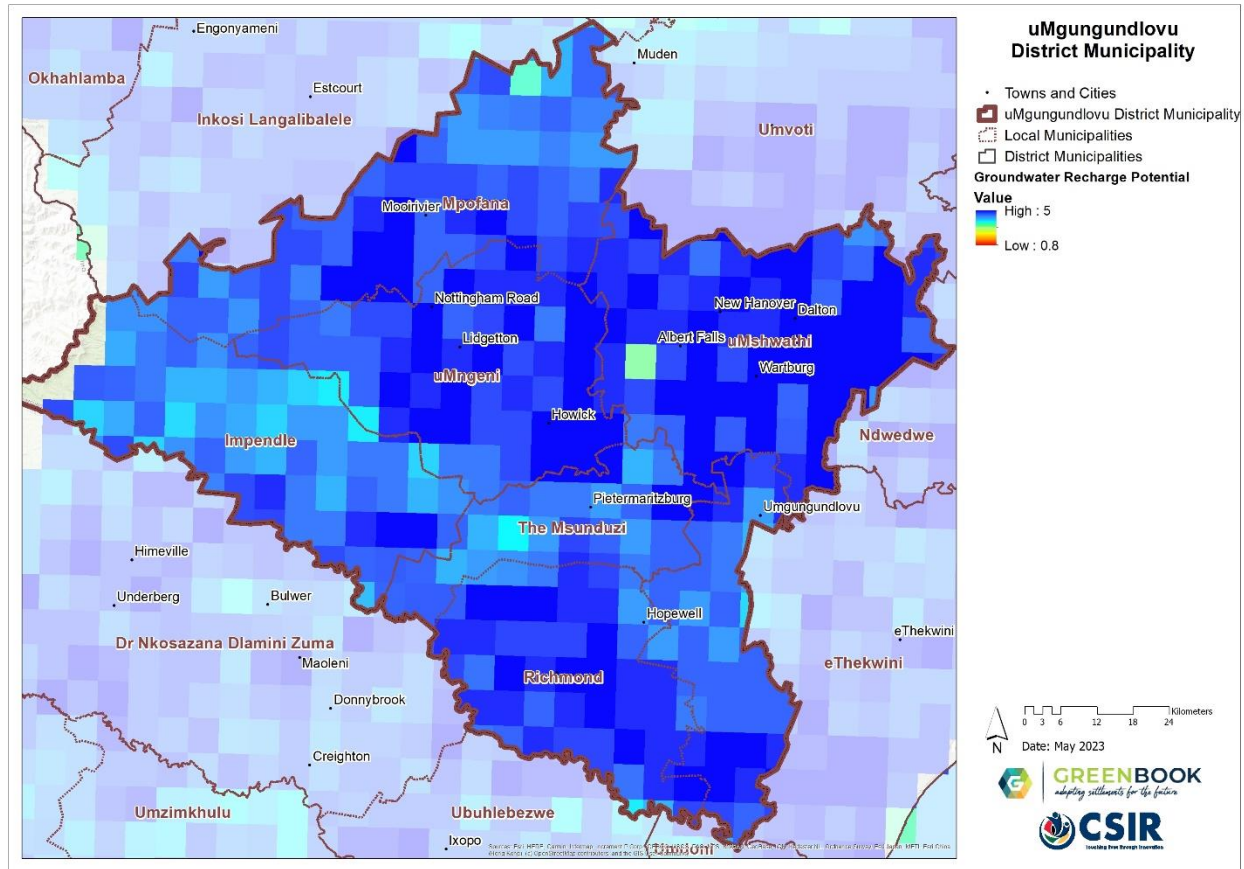 uMgungundlovu
District Municipality
Towns and Cities
uMgungundlovu District Municipality
Local Municipalities
District Municipalities
Groundwater Recharge Potential
Value
High : 5
Low : 0.8
Engonyameni
Muden
Okhahlamba
Estcourt
Inkosi Langalibalele
Umvoti
Mooirivier
Mpofana
Nottingham Road
New Hanover
Dalton
Lidgetton
Albert Falls
uMshwathi
uMngeni
Wartburg
Howick
Impendle
Ndwedwe
Pietermaritzburg
Umgungundlovu
The Msunduzi
Himeville
Underberg
Bulwer
Hopewell
eThekwini
Dr Nkosazana Dlamini Zuma
Maoleni
eThekwini
Richmond
Donnybrook
Creighton
Umzimkhulu
Ubuhlebezwe
Ixopo
Kilometers
0 3 6 12 18 24
N
Date: May 2023
G
GREENBOOK
adapting settlements for the future
CSIR
Touching lives through innovation